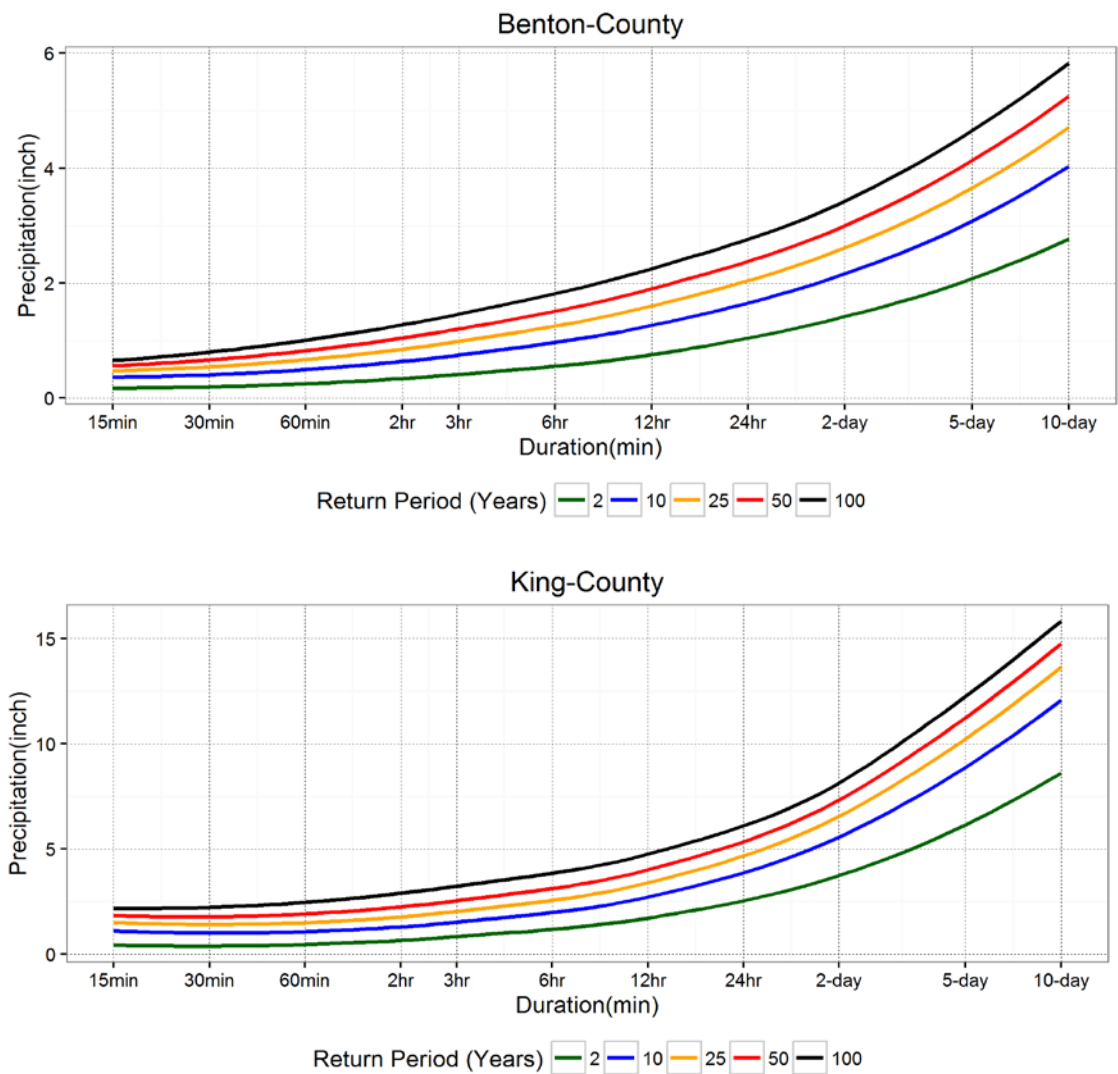 Benton-County
Precipitation(inch)
6
4
2
0
15min 30min 60min 2hr 3hr 6hr 12hr 24hr 2-day 5-day 10-day
Duration(min)
Return Period (Years) 2 10 25 50 100
King-County
Precipitation(inch)
15
10
5
0
15min 30min 60min 2hr 3hr 6hr 12hr 24hr 2-day 5-day 10-day
Duration(min)
Return Period (Years) 2 10 25 50 100